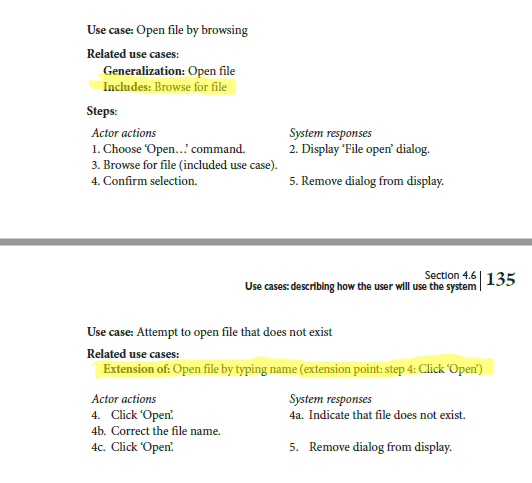 Use case: Open file by browsing
Related use cases:
Generalization: Open file
Includes: Browse for file
Steps:
Actor actions System responses
1. Choose ‘Open…’ command. 2. Display ‘File open’ dialog.
3. Browse for file (included use case).
4. Confirm selection. 5. Remove dialog from display.
Section 4.6 135
Use cases: describing how the user will use the system
Use case: Attempt to open file that does not exist
Related use cases:
Extension of: Open file by typing name (extension point: step 4: Click ‘Open’)
Actor actions System responses
4. Click ‘Open’. 4a. Indicate that file does not exist.
4b. Correct the file name.
4c. Click ‘Open’. 5. Remove dialog from display.